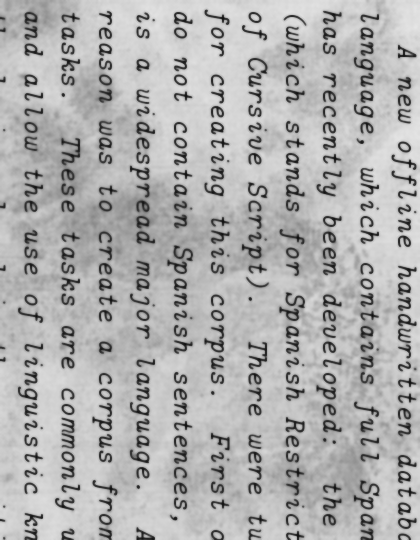 A new offline handwritten datab
language, which contains full Span
has recently been developed: the
(which stands for Spanish Restrict
of Cursive Script). There were tw
for creating this corpus. First o
do not contain Spanish sentences,
is a widespread major language. A
reason was to create a corpus from
tasks. These tasks are commonly u
and allow the use of linguistic kn